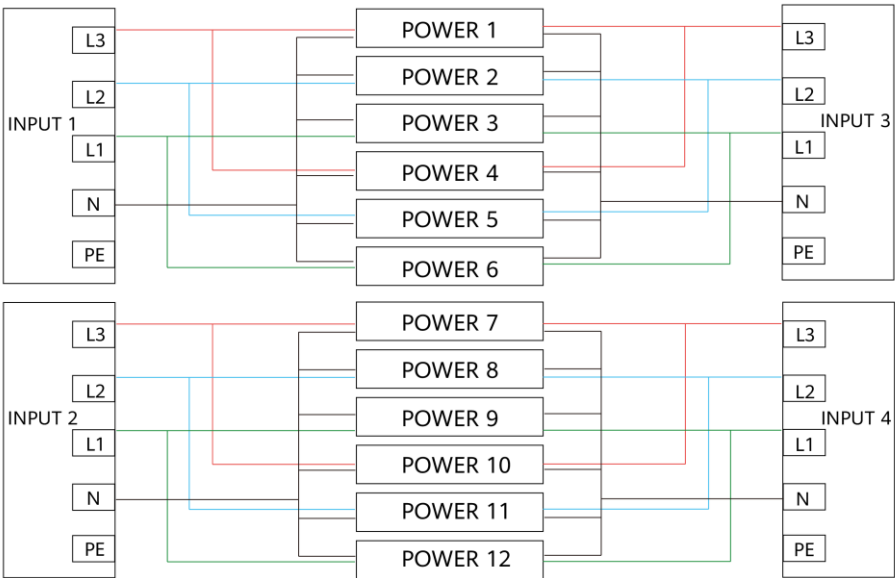 INPUT 1
L3
L2
L1
N
PE
POWER 1
POWER 2
POWER 3
POWER 4
POWER 5
POWER 6
INPUT 3
L3
L2
L1
N
PE
INPUT 2
L3
L2
L1
N
PE
POWER 7
POWER 8
POWER 9
POWER 10
POWER 11
POWER 12
INPUT 4
L3
L2
L1
N
PE